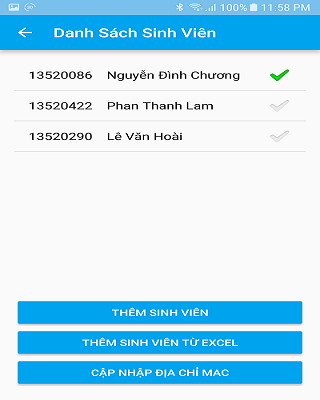 100% 11:58 PM
Danh Sách Sinh Viên
13520086 Nguyễn Đình Chương
13520422 Phan Thanh Lam
13520290 Lê Văn Hoài
THÊM SINH VIÊN
THÊM SINH VIÊN TỪ EXCEL
CẬP NHẬP ĐỊA CHỈ MAC